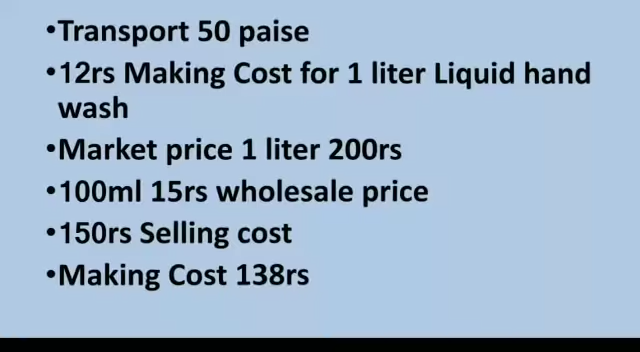 •Transport 50 paise
•12rs Making Cost for 1 liter Liquid hand
wash
•Market price 1 liter 200rs
•100ml 15rs wholesale price
•150rs Selling cost
•Making Cost 138rs